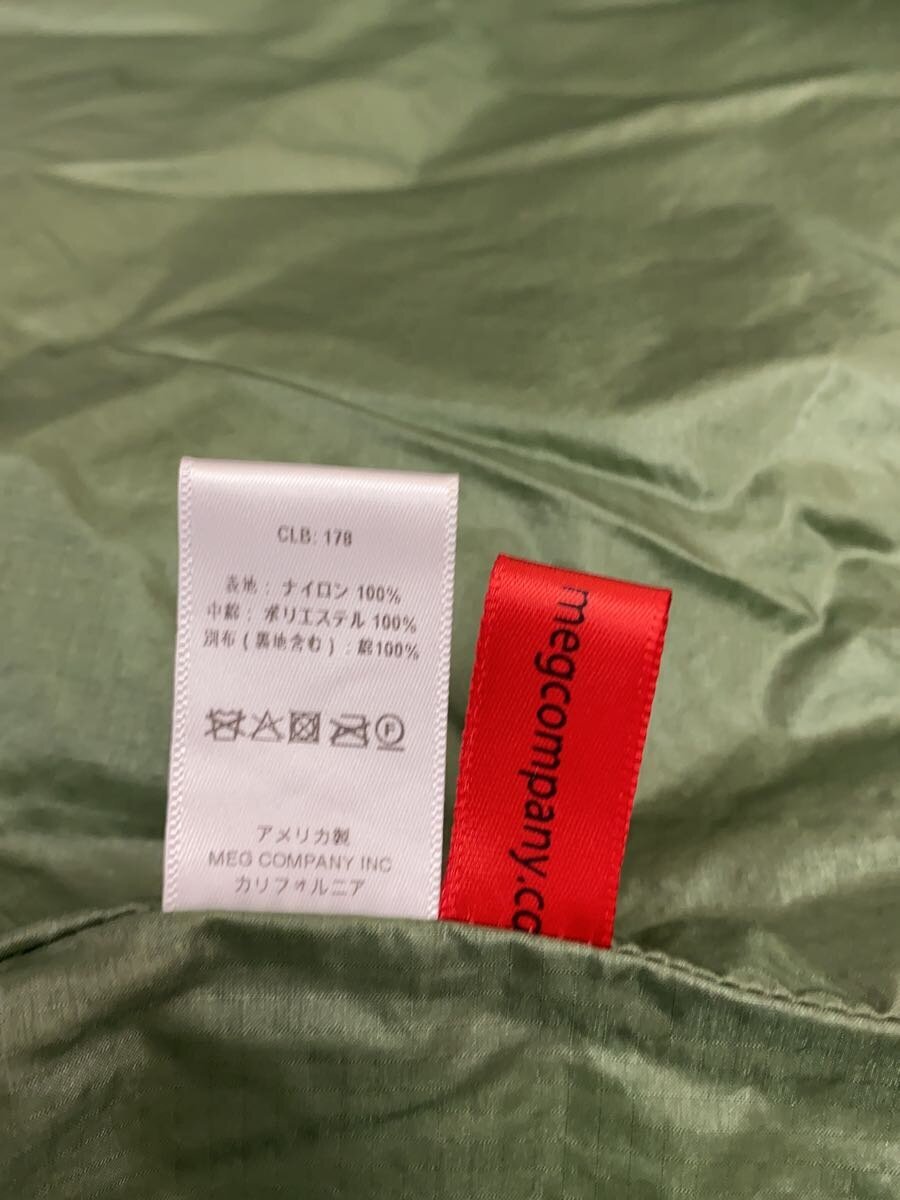 CLB: 178
表地 : ナイロン 100%
中綿 : ポリエステル 100%
別布 ( 裏地含む ) : 綿100%
F
アメリカ製
MEG COMPANY INC
カリフォルニア
megcompany.co